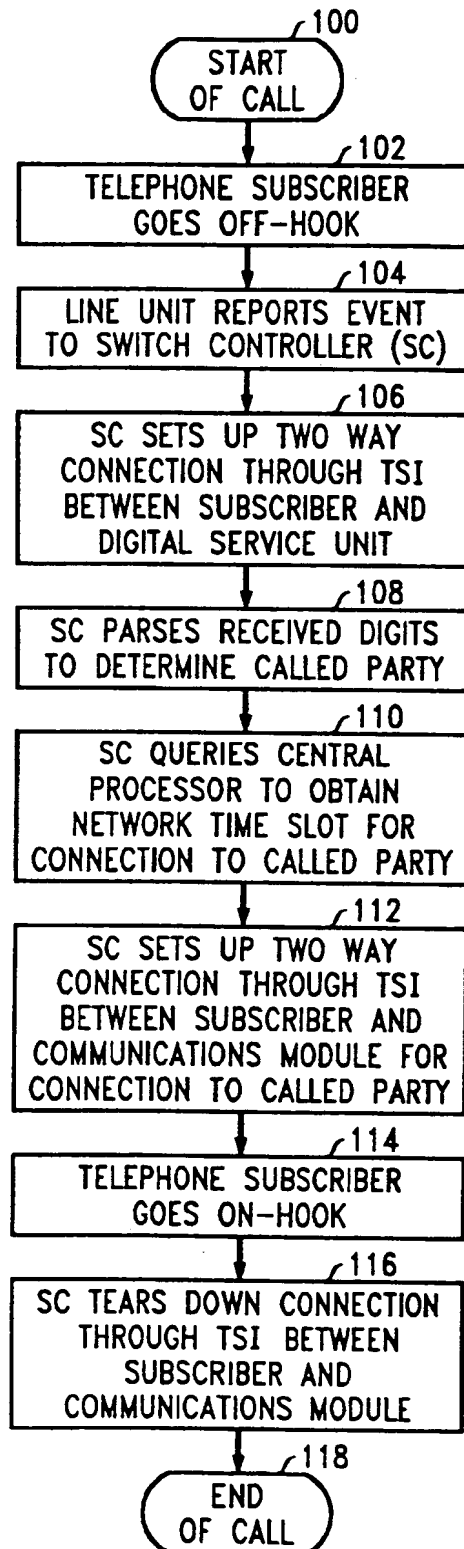 100
START
OF CALL
102
TELEPHONE SUBSCRIBER
GOES OFF-HOOK
104
LINE UNIT REPORTS EVENT
TO SWITCH CONTROLLER (SC)
106
SC SETS UP TWO WAY
CONNECTION THROUGH TSI
BETWEEN SUBSCRIBER AND
DIGITAL SERVICE UNIT
108
SC PARSES RECEIVED DIGITS
TO DETERMINE CALLED PARTY
110
SC QUERIES CENTRAL
PROCESSOR TO OBTAIN
NETWORK TIME SLOT FOR
CONNECTION TO CALLED PARTY
112
SC SETS UP TWO WAY
CONNECTION THROUGH TSI
BETWEEN SUBSCRIBER AND
COMMUNICATIONS MODULE FOR
CONNECTION TO CALLED PARTY
114
TELEPHONE SUBSCRIBER
GOES ON-HOOK
116
SC TEARS DOWN CONNECTION
THROUGH TSI BETWEEN
SUBSCRIBER AND
COMMUNICATIONS MODULE
118
END
OF CALL